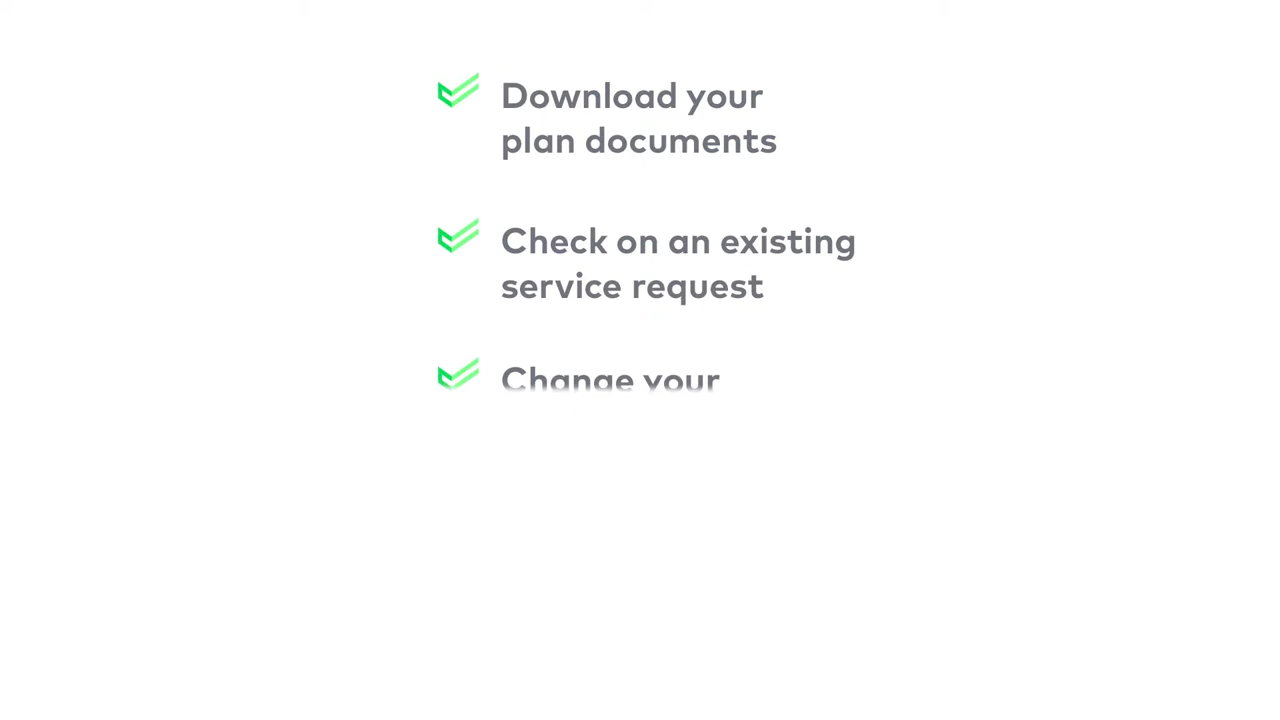 Download your
plan documents
Check on an existing
service request
Change your